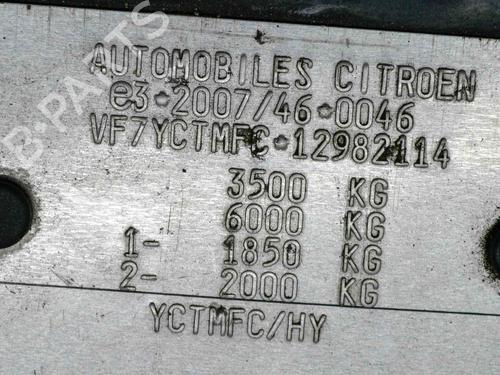 AUTOMOBILES CITROEN
e3*2007/46*0046
VF7YCTMFC*12982114
3500 KG
6000 KG
1- 1850 KG
2- 2000 KG
YCTMFC/HY
B-PARTS